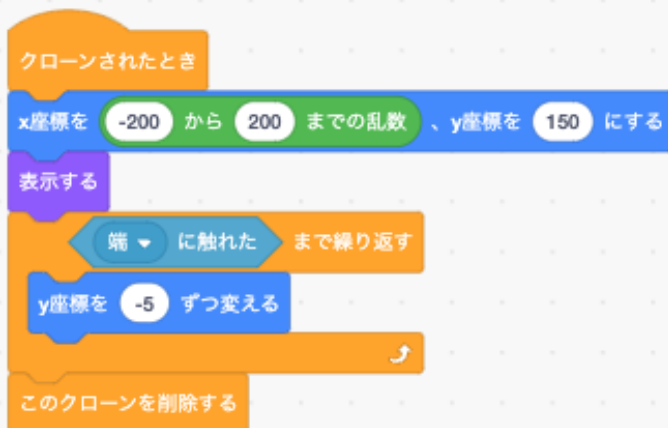 クローンされたとき
x座標を -200 から 200 までの乱数 、y座標を 150 にする
表示する
端 に触れた まで繰り返す
y座標を -5 ずつ変える
このクローンを削除する